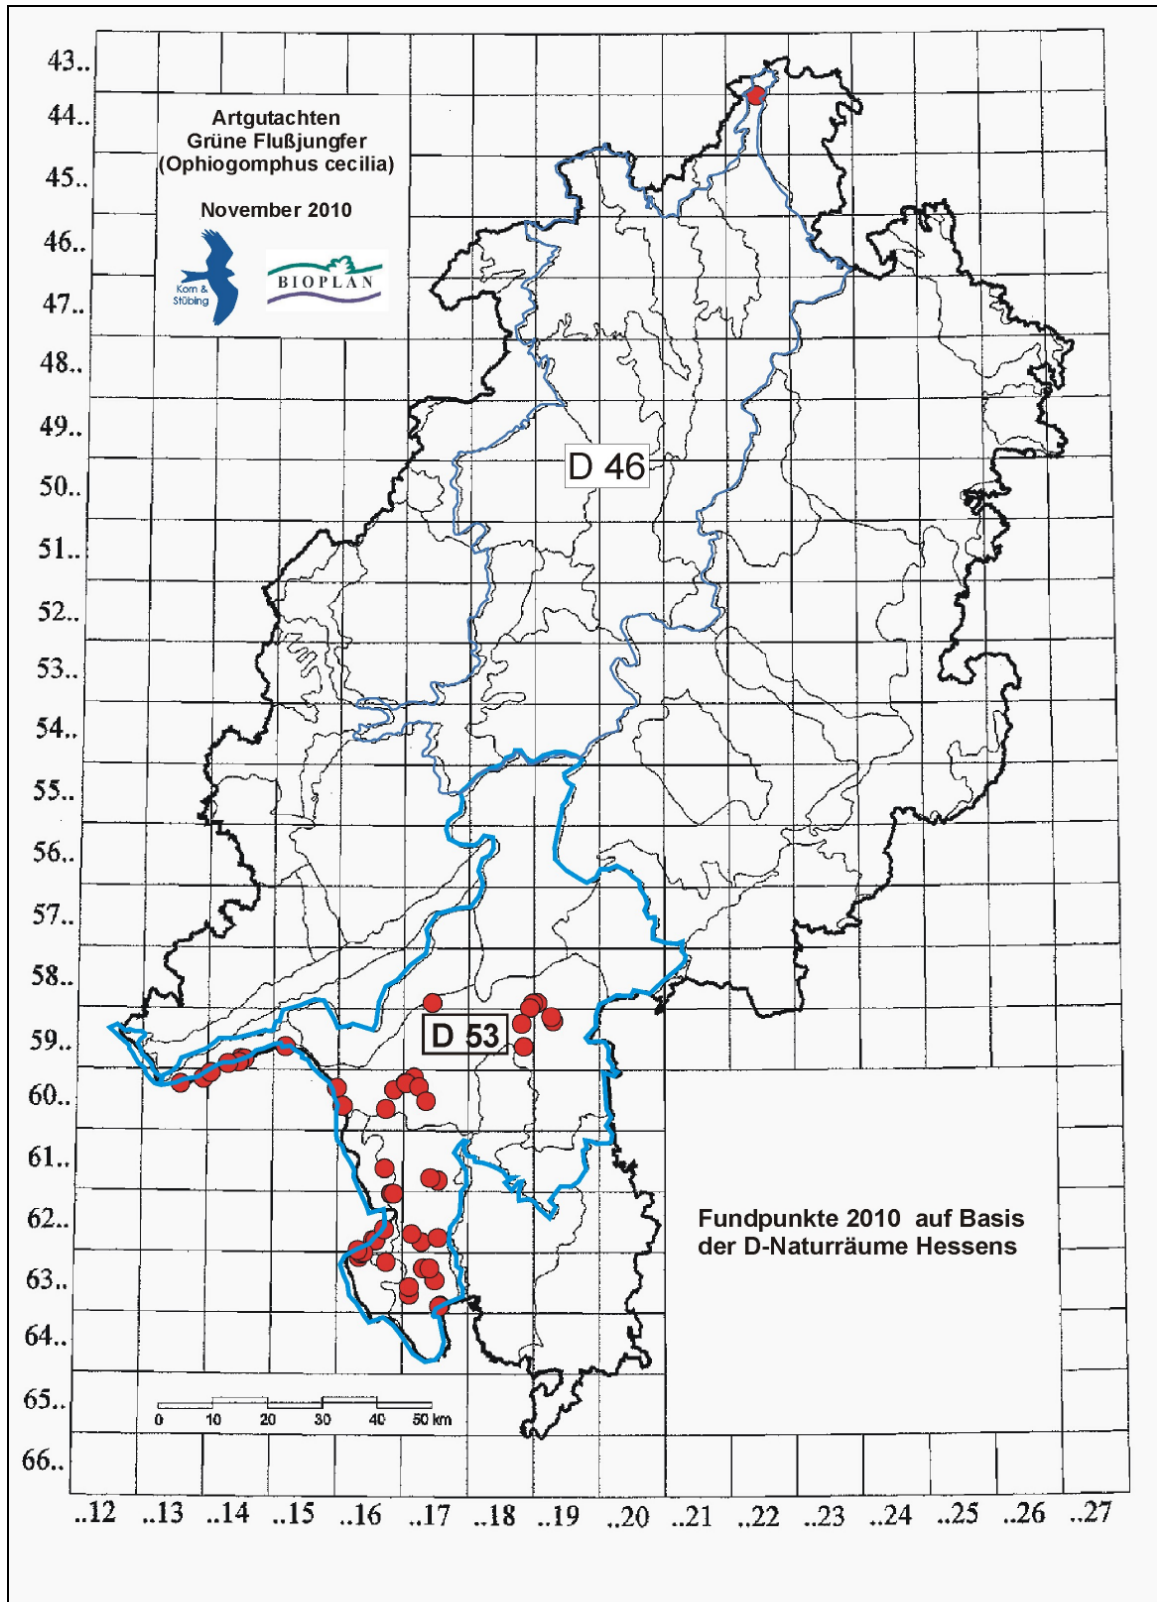 43..
44..
45..
46..
47..
48..
49..
50..
51..
52..
53..
54..
55..
56..
57..
58..
59..
60..
61..
62..
63..
64..
65..
66..
Artgutachten
Grüne Flußjungfer
(Ophiogomphus cecilia)
November 2010
Korn &
Stübing
BIOPLAN
D 46
D 53
Fundpunkte 2010 auf Basis
der D-Naturräume Hessens
0 10 20 30 40 50 km
..12 ..13 ..14 ..15 ..16 ..17 ..18 ..19 ..20 ..21 ..22 ..23 ..24 ..25 ..26 ..27